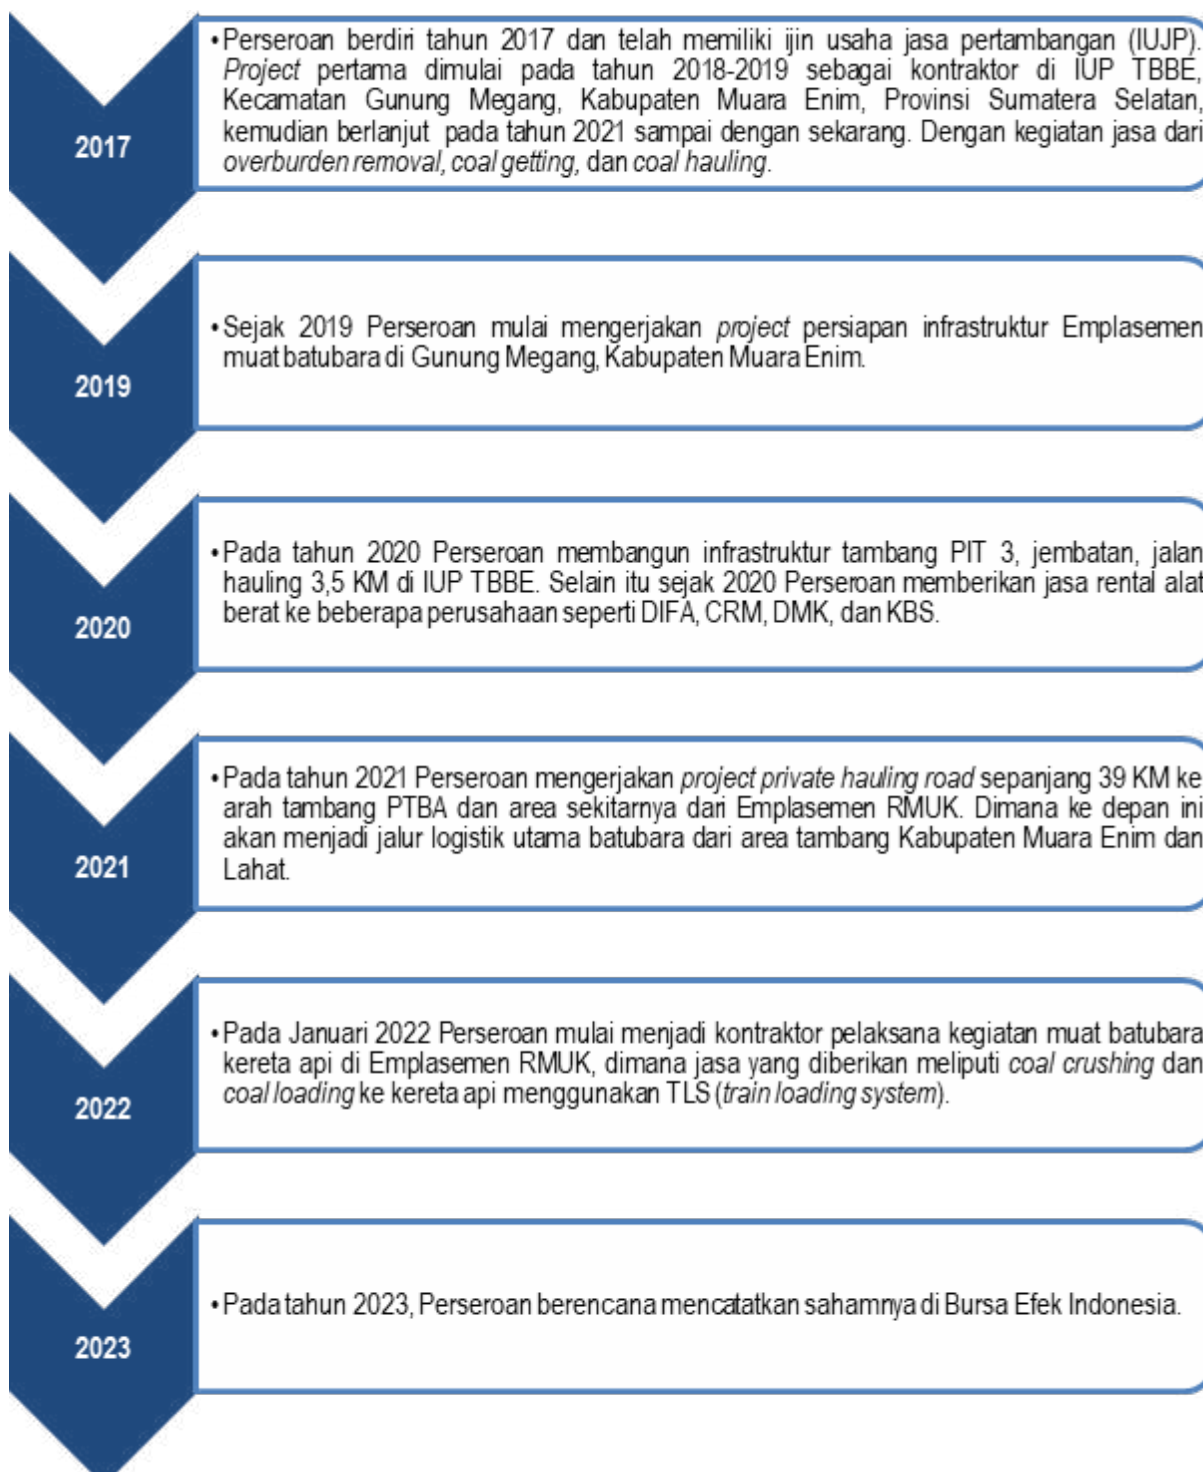 2017
•Perseroan berdiri tahun 2017 dan telah memiliki ijin usaha jasa pertambangan (IUJP).
Project pertama dimulai pada tahun 2018-2019 sebagai kontraktor di IUP TBBE,
Kecamatan Gunung Megang, Kabupaten Muara Enim, Provinsi Sumatera Selatan,
kemudian berlanjut pada tahun 2021 sampai dengan sekarang. Dengan kegiatan jasa dari
overburden removal, coal getting, dan coal hauling.
2019
•Sejak 2019 Perseroan mulai mengerjakan project persiapan infrastruktur Emplasemen
muat batubara di Gunung Megang, Kabupaten Muara Enim.
2020
•Pada tahun 2020 Perseroan membangun infrastruktur tambang PIT 3, jembatan, jalan
hauling 3,5 KM di IUP TBBE. Selain itu sejak 2020 Perseroan memberikan jasa rental alat
berat ke beberapa perusahaan seperti DIFA, CRM, DMK, dan KBS.
2021
•Pada tahun 2021 Perseroan mengerjakan project private hauling road sepanjang 39 KM ke
arah tambang PTBA dan area sekitarnya dari Emplasemen RMUK. Dimana ke depan ini
akan menjadi jalur logistik utama batubara dari area tambang Kabupaten Muara Enim dan
Lahat.
2022
•Pada Januari 2022 Perseroan mulai menjadi kontraktor pelaksana kegiatan muat batubara
kereta api di Emplasemen RMUK, dimana jasa yang diberikan meliputi coal crushing dan
coal loading ke kereta api menggunakan TLS (train loading system).
2023
•Pada tahun 2023, Perseroan berencana mencatatkan sahamnya di Bursa Efek Indonesia.